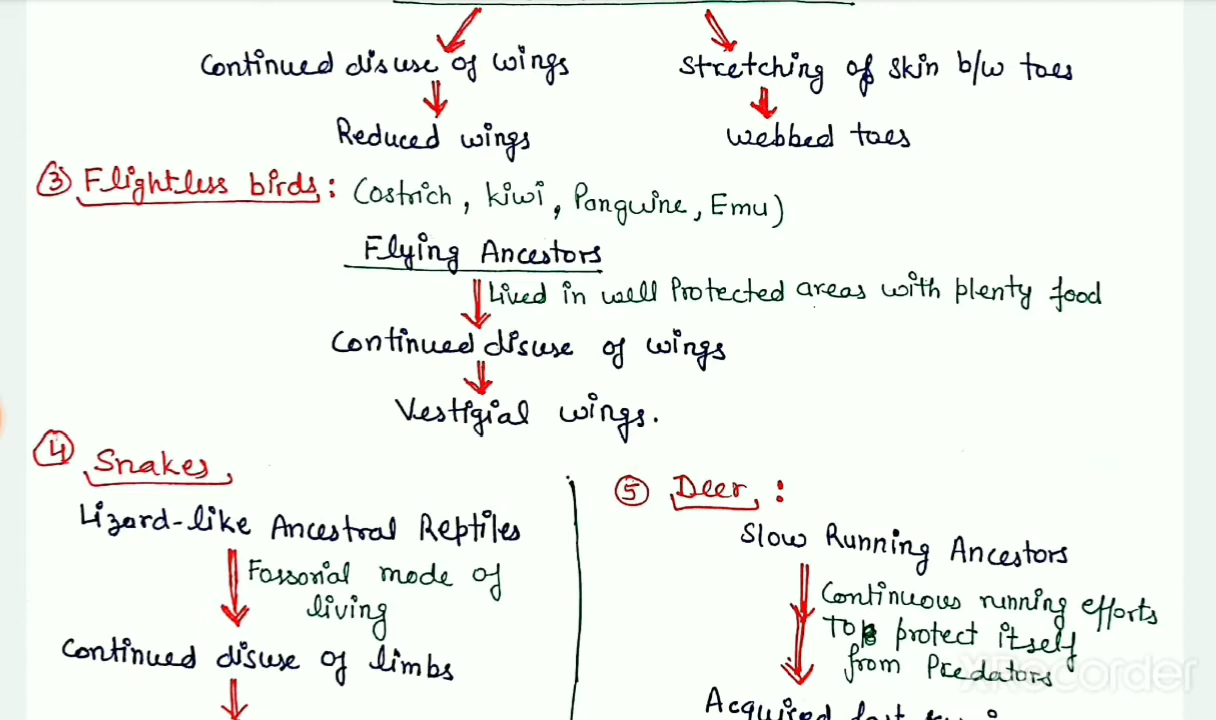 Continued disuse of wings
Stretching of skin b/w toes
Reduced wings
webbed toes
③ Flightless birds : (ostrich, kiwi, Panguine, Emu)
Flying Ancestors
Lived in well Protected areas with plenty food
Continued disuse of wings
Vestigial wings.
④ Snakes
Lizard-like Ancestral Reptiles
Fossorial mode of
living
Continued disuse of limbs
⑤ Deer :
Slow Running Ancestors
Continuous running efforts
To protect itself
from Predators
Acquired fast
XRecorder